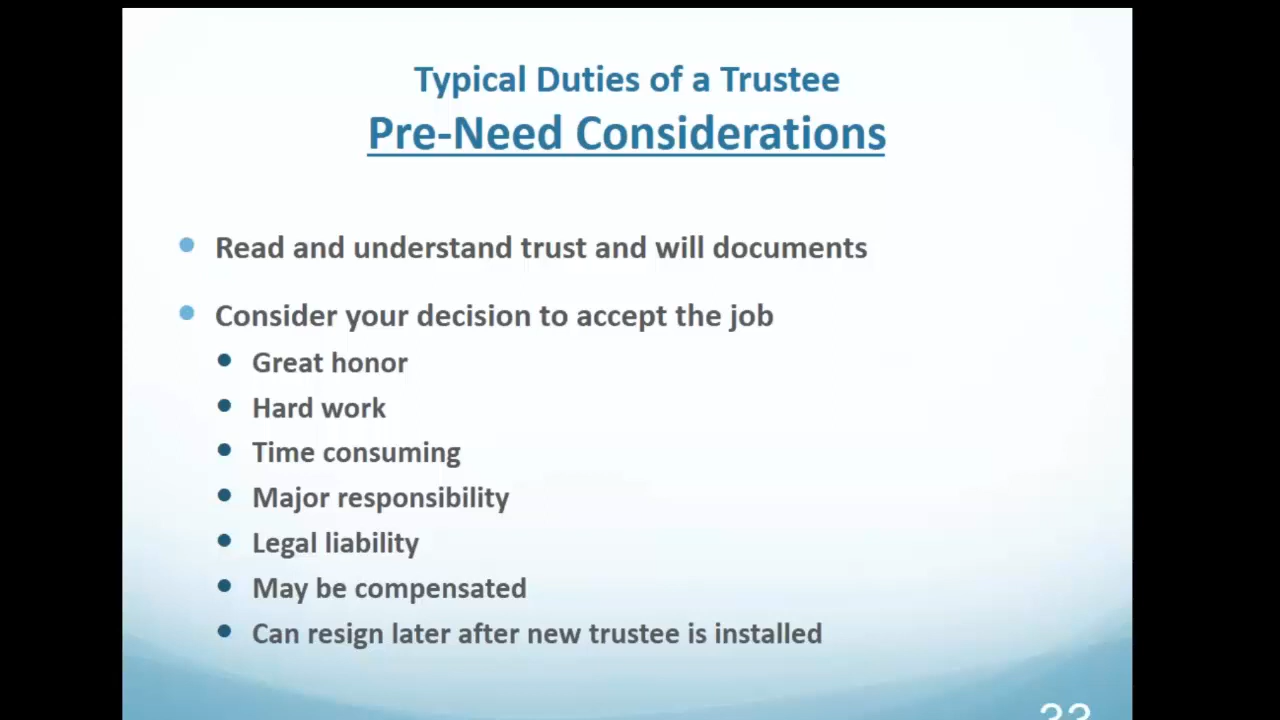 Typical Duties of a Trustee
Pre-Need Considerations
Read and understand trust and will documents
Consider your decision to accept the job
Great honor
Hard work
Time consuming
Major responsibility
Legal liability
May be compensated
Can resign later after new trustee is installed